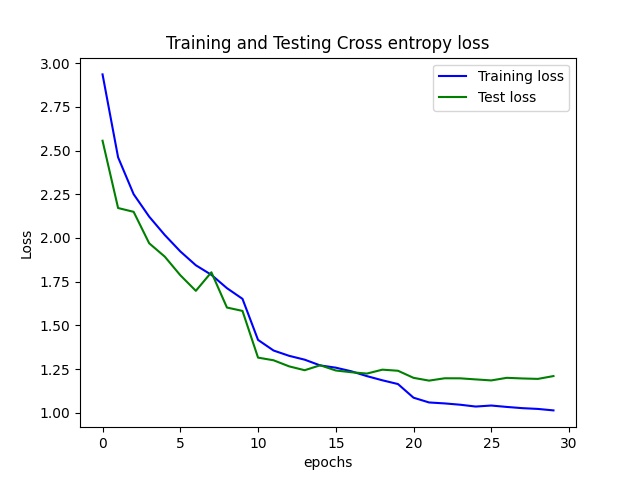 Training and Testing Cross entropy loss
3.00
2.75
2.50
2.25
2.00
1.75
1.50
1.25
1.00
Loss
Training loss
Test loss
0 5 10 15 20 25 30
epochs